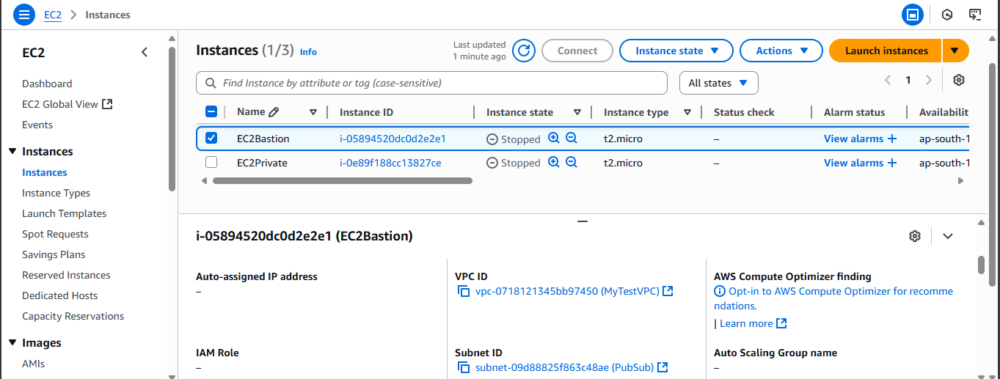 EC2 > Instances
EC2
Dashboard
EC2 Global View
Events
Instances
Instances
Instance Types
Launch Templates
Spot Requests
Savings Plans
Reserved Instances
Dedicated Hosts
Capacity Reservations
Images
AMIs
Instances (1/3) Info
Last updated
1 minute ago
Connect
Instance state
Actions
Launch instances
Find Instance by attribute or tag (case-sensitive)
All states
1
Name Instance ID Instance state Instance type Status check Alarm status Availabilit
EC2Bastion i-05894520dc0d2e2e1 Stopped t2.micro – View alarms + ap-south-1
EC2Private i-0e89f188cc13827ce Stopped t2.micro – View alarms + ap-south-1
i-05894520dc0d2e2e1 (EC2Bastion)
Auto-assigned IP address
–
VPC ID
vpc-0718121345bb97450 (MyTestVPC)
AWS Compute Optimizer finding
Opt-in to AWS Compute Optimizer for recomme
ndations.
| Learn more
IAM Role
–
Subnet ID
subnet-09d88825f863c48ae (PubSub)
Auto Scaling Group name
–